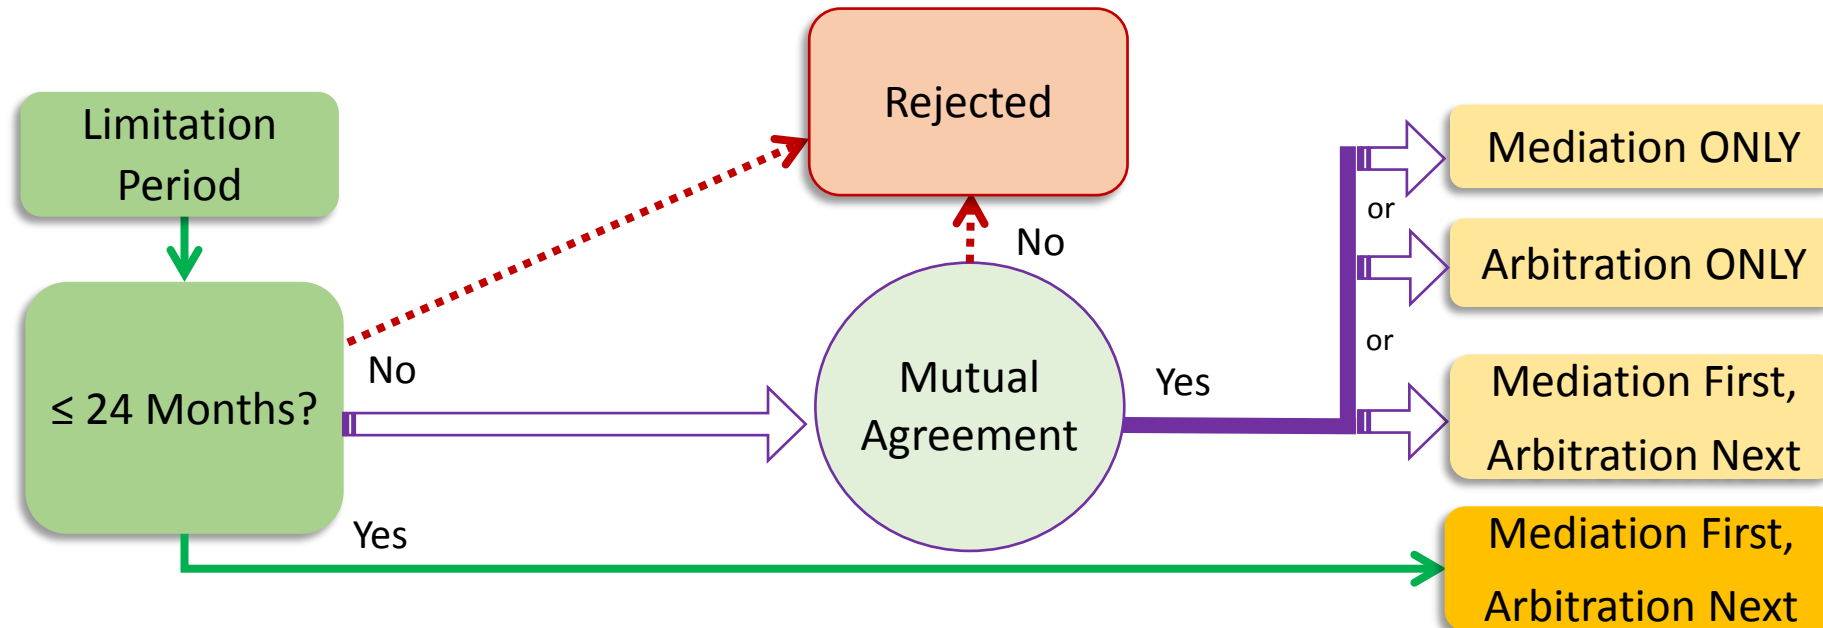 Limitation
Period
≤ 24 Months?
No
Yes
Rejected
No
Mutual
Agreement
Yes
Mediation ONLY
or
Arbitration ONLY
or
Mediation First,
Arbitration Next
Mediation First,
Arbitration Next